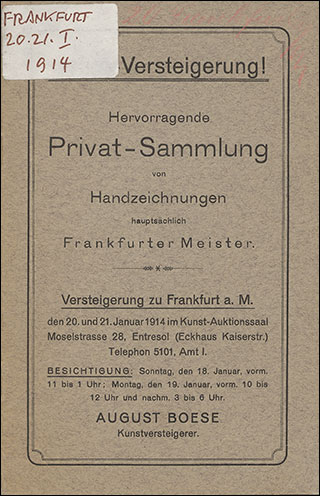 FRANKFURT
20.21. I.
1914
-Versteigerung!
Hervorragende
Privat-Sammlung
von
Handzeichnungen
hauptsächlich
Frankfurter Meister.
Versteigerung zu Frankfurt a. M.
den 20. und 21. Januar 1914 im Kunst-Auktionssaal
Moselstrasse 28, Entresol (Eckhaus Kaiserstr.)
Telephon 5101, Amt I.
BESICHTIGUNG: Sonntag, den 18. Januar, vorm.
11 bis 1 Uhr; Montag, den 19. Januar, vorm. 10 bis
12 Uhr und nachm. 3 bis 6 Uhr.
AUGUST BOESE
Kunstversteigerer.